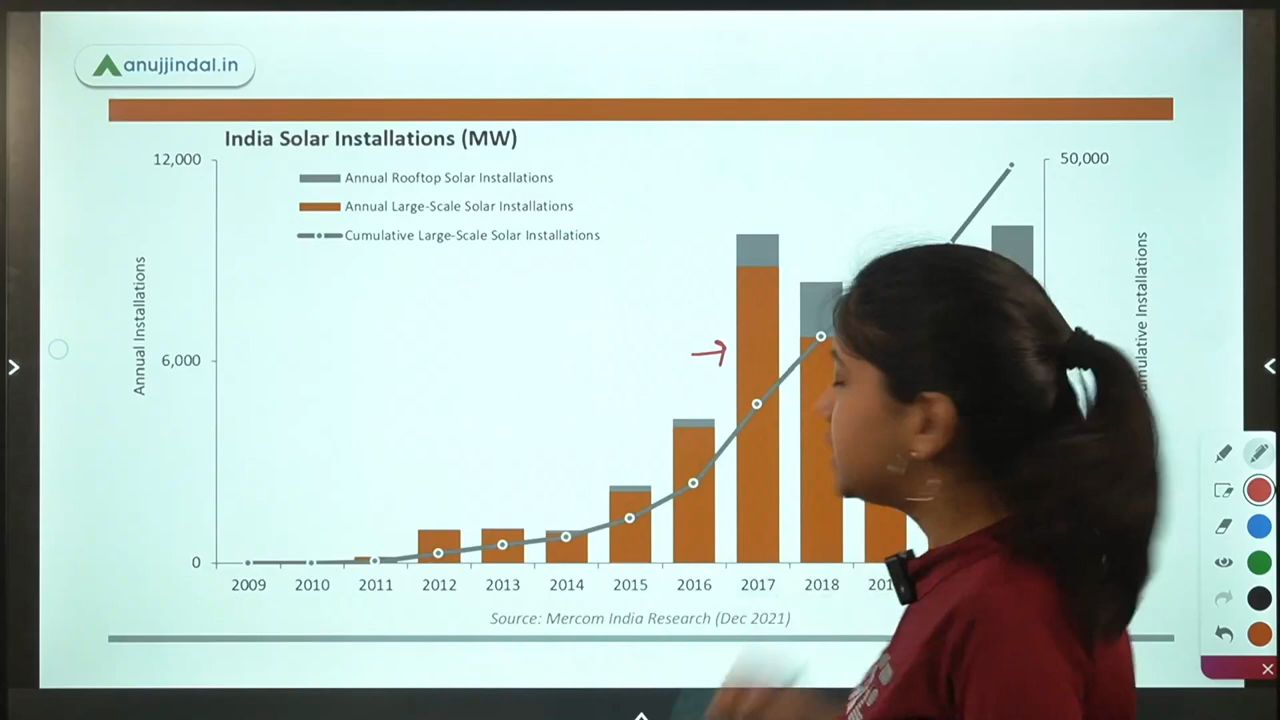 anujjindal.in
India Solar Installations (MW)
12,000
50,000
Annual Rooftop Solar Installations
Annual Large-Scale Solar Installations
Cumulative Large-Scale Solar Installations
Annual Installations
Installations
6,000
0
2009 2010 2011 2012 2013 2014 2015 2016 2017 2018
Source: Mercom India Research (Dec 2021)